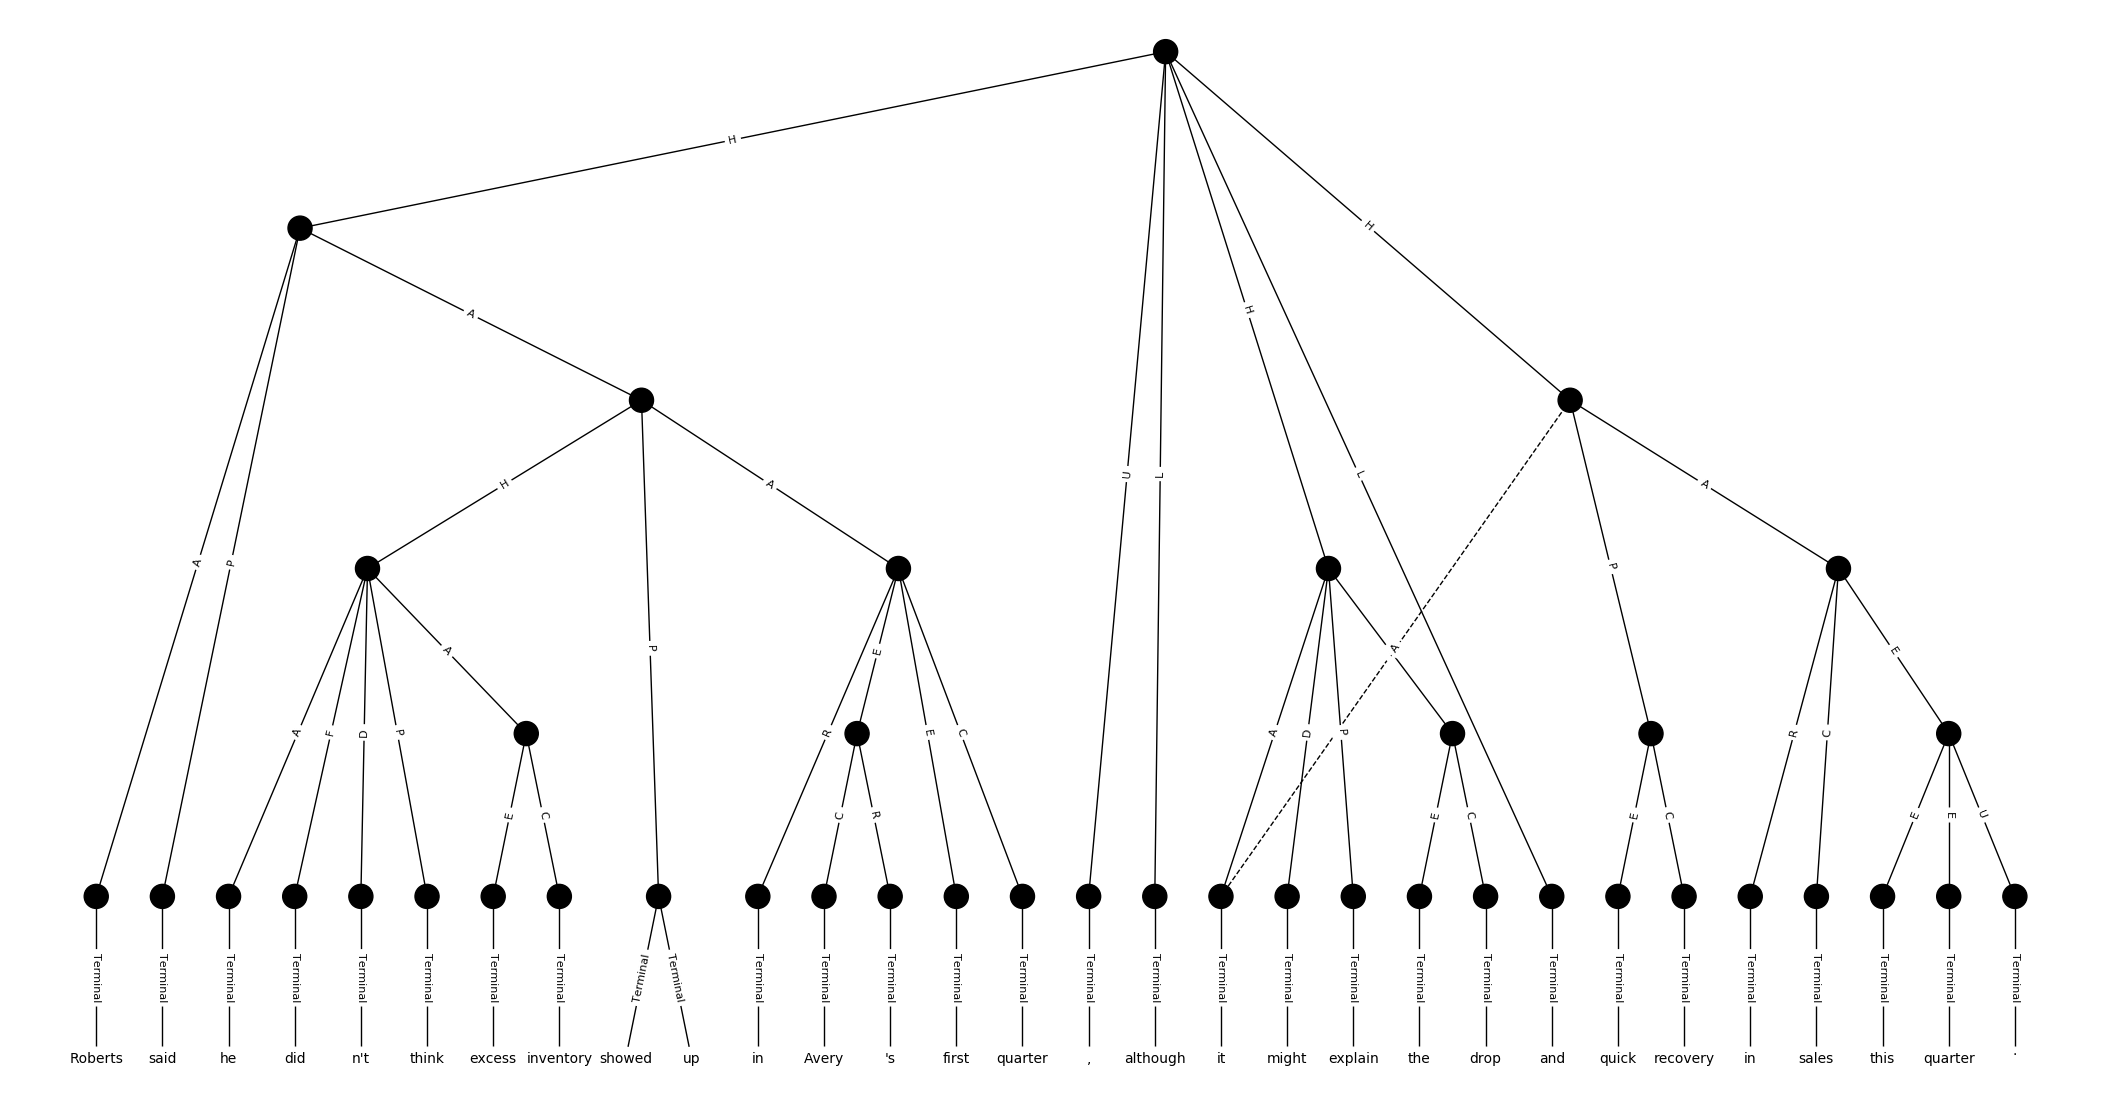 H
A
H
H
U
L
L
H
A
A
A
P
P
A
P
A
E
E
A
F
D
P
R
E
C
A
D
P
R
C
E
C
C
R
E
C
E
C
E
E
U
Terminal Terminal Terminal Terminal Terminal Terminal Terminal Terminal Terminal Terminal Terminal Terminal Terminal Terminal Terminal Terminal Terminal Terminal Terminal Terminal Terminal Terminal Terminal Terminal Terminal Terminal Terminal Terminal Terminal Terminal
Roberts said he did n't think excess inventory showed up in Avery 's first quarter , although it might explain the drop and quick recovery in sales this quarter .